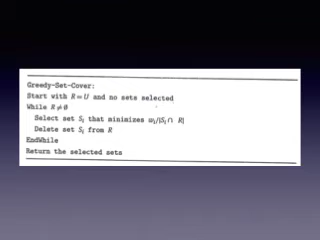 Greedy-Set-Cover:
Start with R = U and no sets selected
While R ≠ ∅
Select set Sᵢ that minimizes wᵢ/|Sᵢ ∩ R|
Delete set Sᵢ from R
EndWhile
Return the selected sets